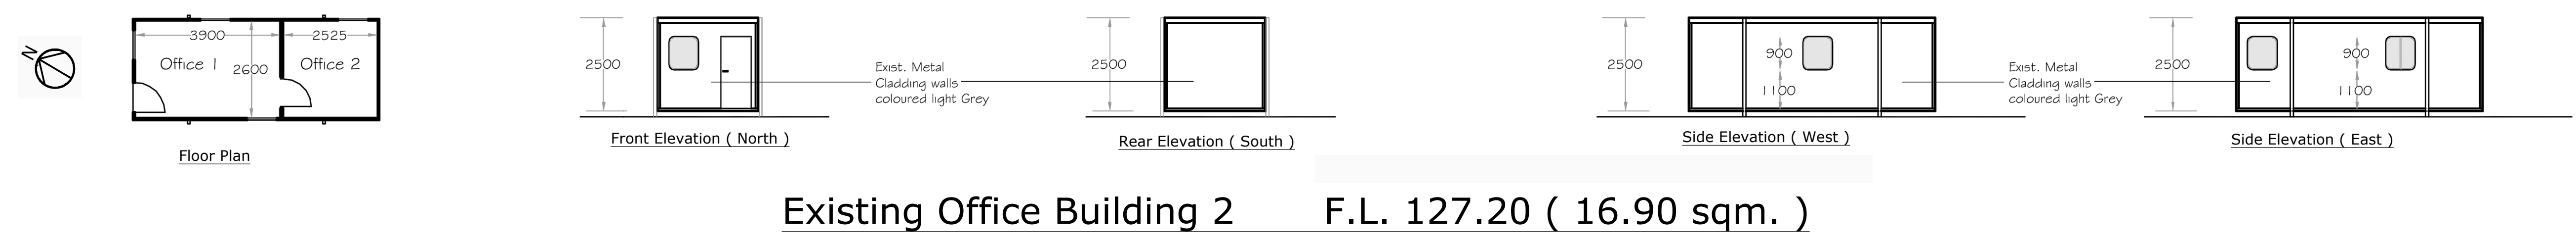 N
3900
2525
Office 1
2600
Office 2
Floor Plan
2500
Front Elevation ( North )
Exist. Metal
Cladding walls
coloured light Grey
2500
Rear Elevation ( South )
2500
900
1100
Side Elevation ( West )
Exist. Metal
Cladding walls
coloured light Grey
2500
900
1100
Side Elevation ( East )
Existing Office Building 2 F.L. 127.20 ( 16.90 sqm. )